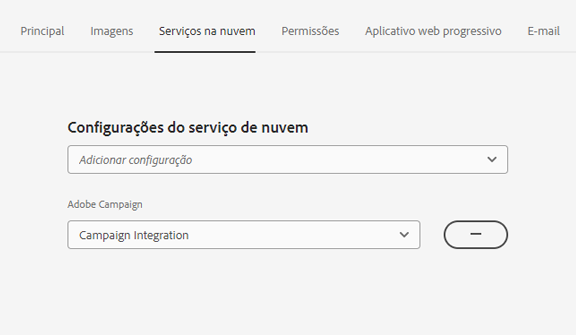 Principal Imagens Serviços na nuvem Permissões Aplicativo web progressivo E-mail
Configurações do serviço de nuvem
Adicionar configuração
Adobe Campaign
Campaign Integration